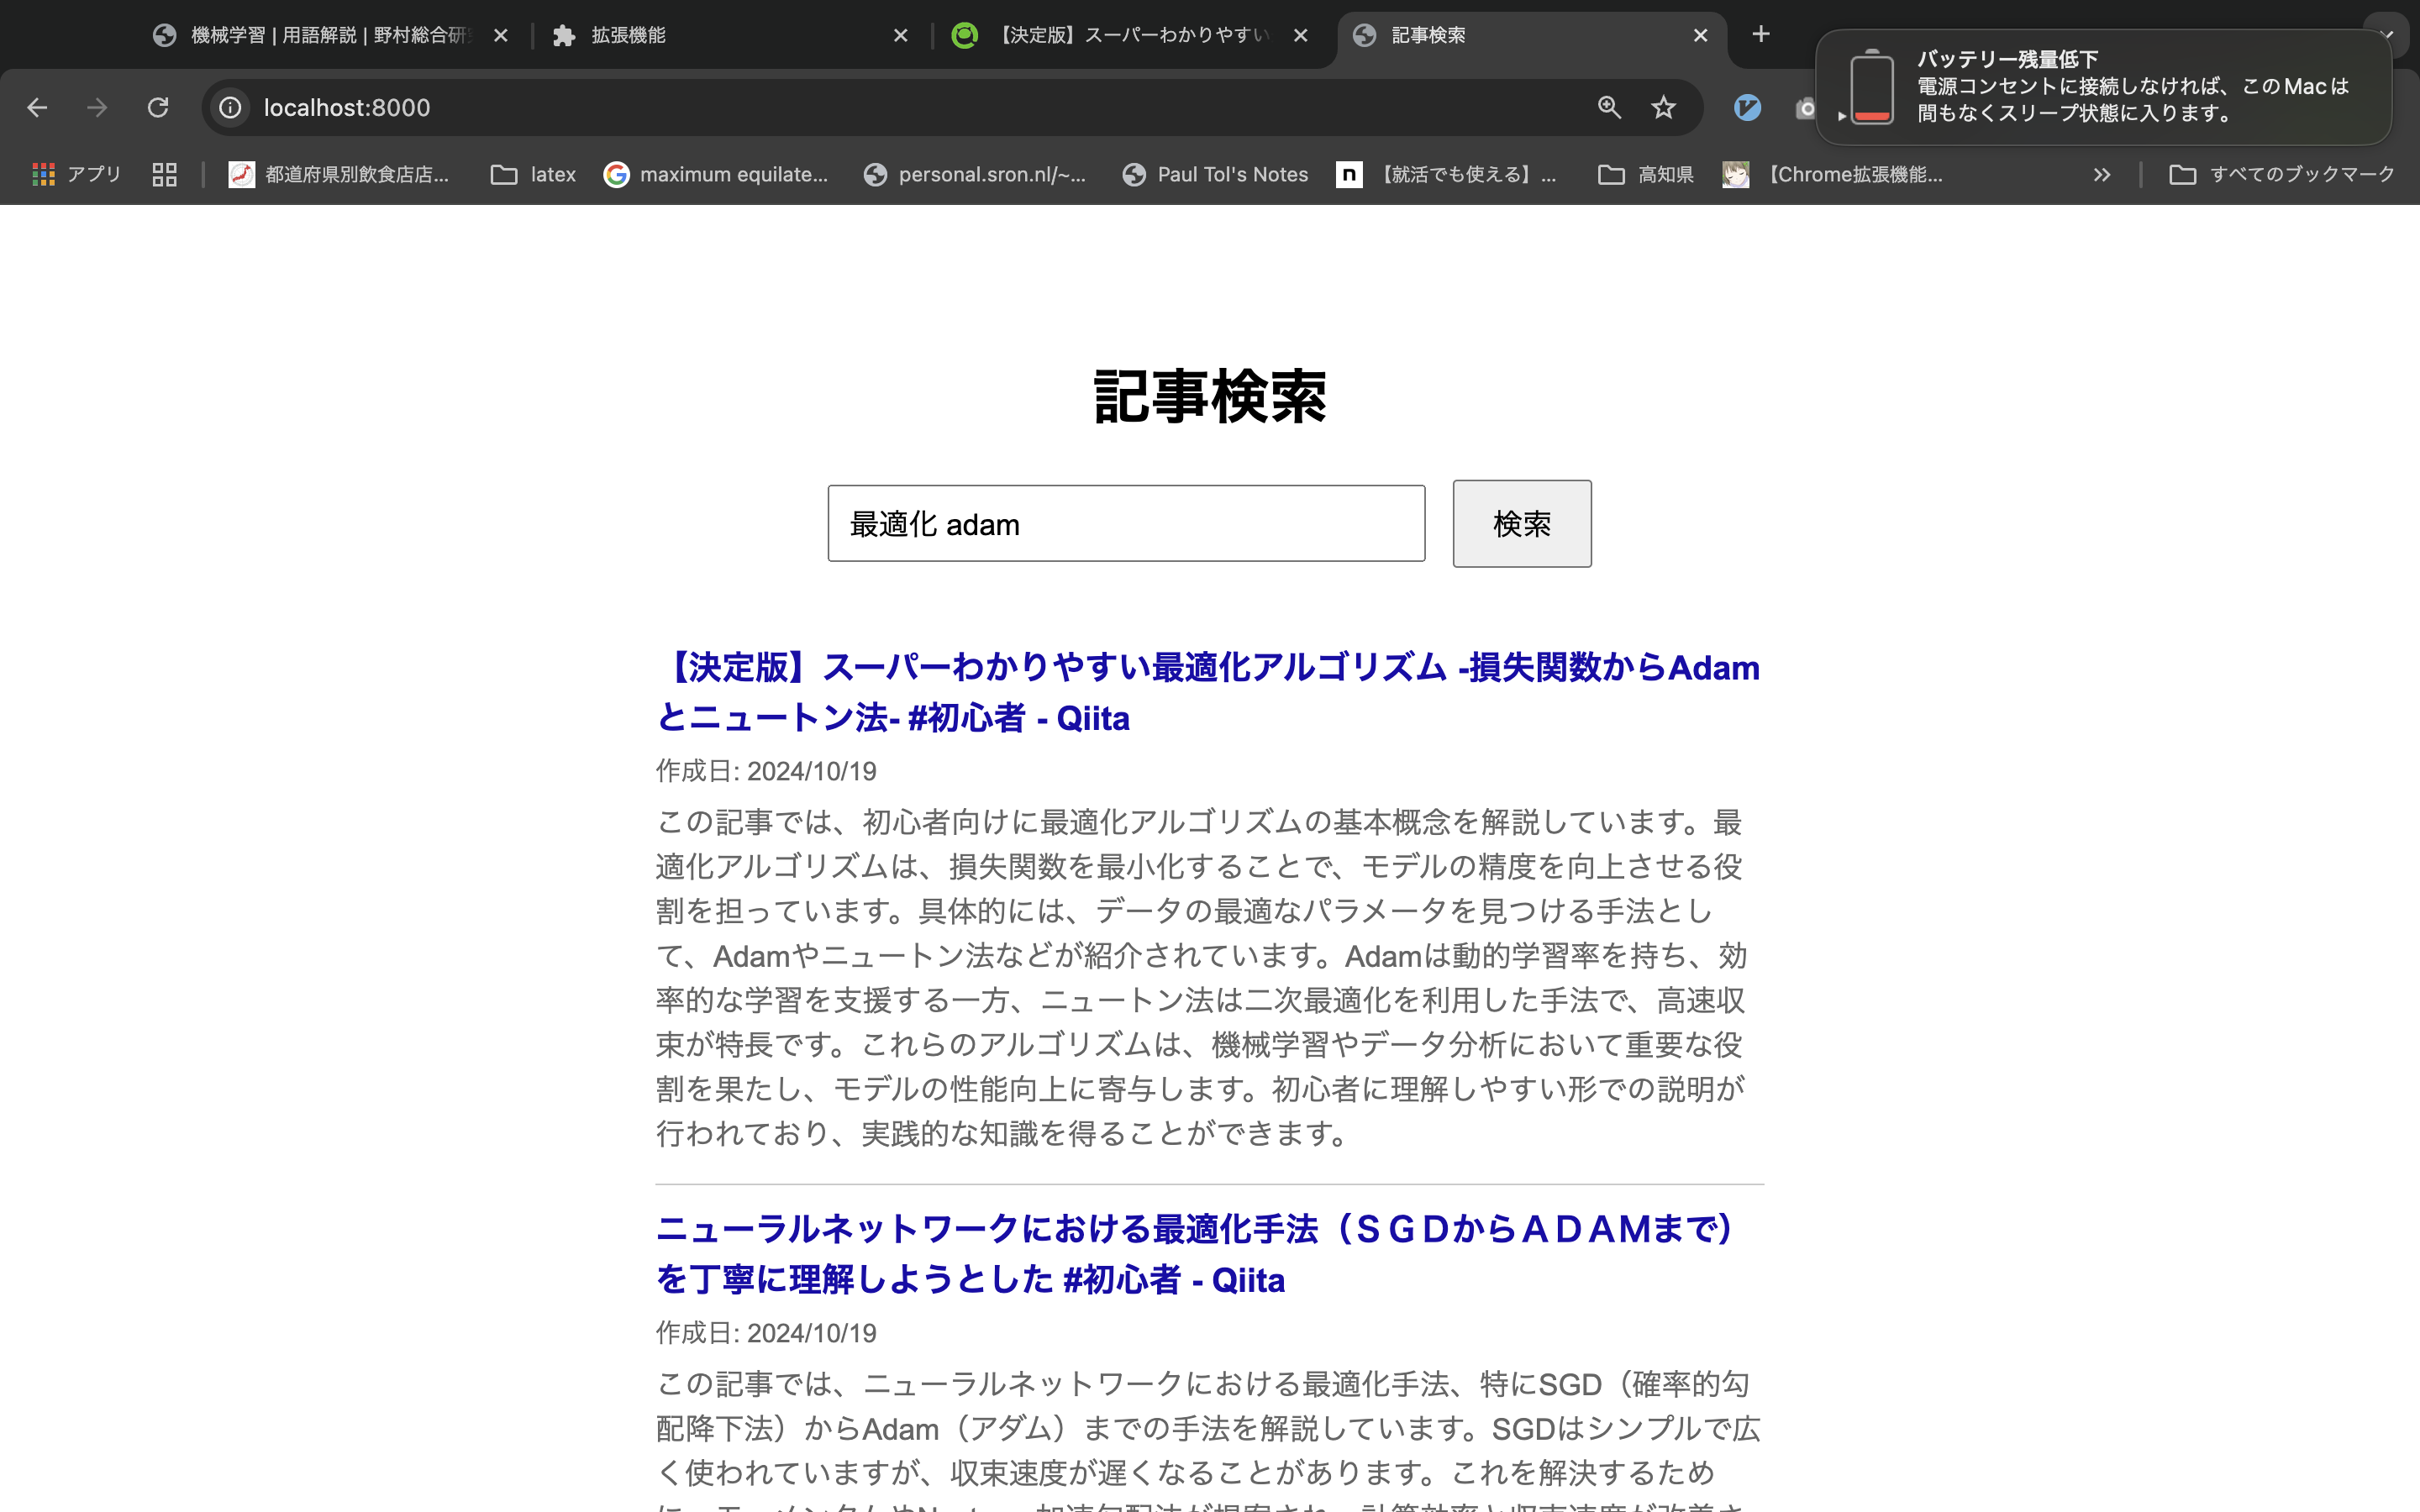 機械学習 | 用語解説 | 野村総合研
拡張機能
【決定版】スーパーわかりやすい
記事検索
バッテリー残量低下
電源コンセントに接続しなければ、このMacは
間もなくスリープ状態に入ります。
localhost:8000
アプリ
都道府県別飲食店店...
latex
maximum equilate...
personal.sron.nl/~...
Paul Tol's Notes
n
【就活でも使える】...
高知県
【Chrome拡張機能...
すべてのブックマーク
記事検索
最適化 adam
検索
【決定版】スーパーわかりやすい最適化アルゴリズム -損失関数からAdam
とニュートン法- #初心者 - Qiita
作成日: 2024/10/19
この記事では、初心者向けに最適化アルゴリズムの基本概念を解説しています。最
適化アルゴリズムは、損失関数を最小化することで、モデルの精度を向上させる役
割を担っています。具体的には、データの最適なパラメータを見つける手法とし
て、Adamやニュートン法などが紹介されています。Adamは動的学習率を持ち、効
率的な学習を支援する一方、ニュートン法は二次最適化を利用した手法で、高速収
束が特長です。これらのアルゴリズムは、機械学習やデータ分析において重要な役
割を果たし、モデルの性能向上に寄与します。初心者に理解しやすい形での説明が
行われており、実践的な知識を得ることができます。
ニューラルネットワークにおける最適化手法（ＳＧＤからＡＤＡＭまで）
を丁寧に理解しようとした #初心者 - Qiita
作成日: 2024/10/19
この記事では、ニューラルネットワークにおける最適化手法、特にSGD（確率的勾
配降下法）からAdam（アダム）までの手法を解説しています。SGDはシンプルで広
く使われていますが、収束速度が遅くなることがあります。これを解決するため